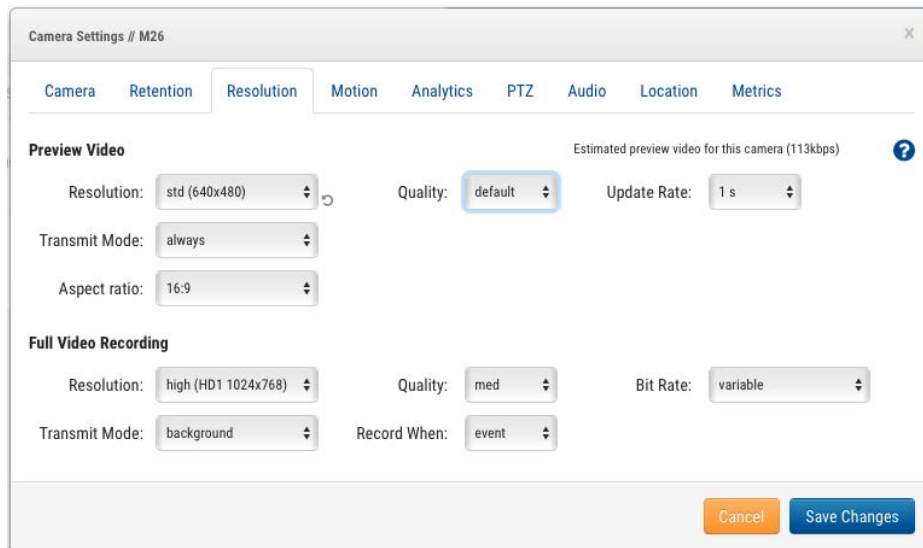 Camera Settings // M26
x
Camera Retention Resolution Motion Analytics PTZ Audio Location Metrics
Preview Video Estimated preview video for this camera (113kbps) ?
Resolution: std (640x480) Quality: default Update Rate: 1 s
Transmit Mode: always
Aspect ratio: 16:9
Full Video Recording
Resolution: high (HD1 1024x768) Quality: med Bit Rate: variable
Transmit Mode: background Record When: event
Cancel Save Changes